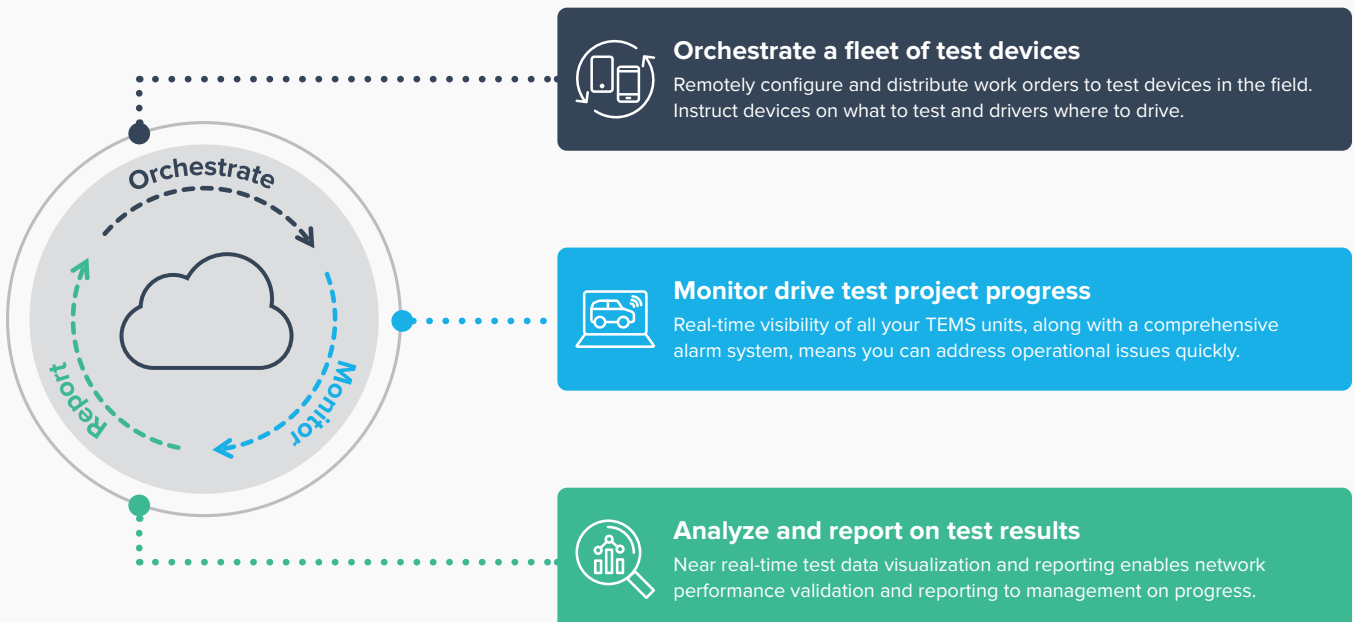 Orchestrate a fleet of test devices
Remotely configure and distribute work orders to test devices in the field.
Instruct devices on what to test and drivers where to drive.
Orchestrate
Monitor
Report
Monitor drive test project progress
Real-time visibility of all your TEMS units, along with a comprehensive
alarm system, means you can address operational issues quickly.
Analyze and report on test results
Near real-time test data visualization and reporting enables network
performance validation and reporting to management on progress.